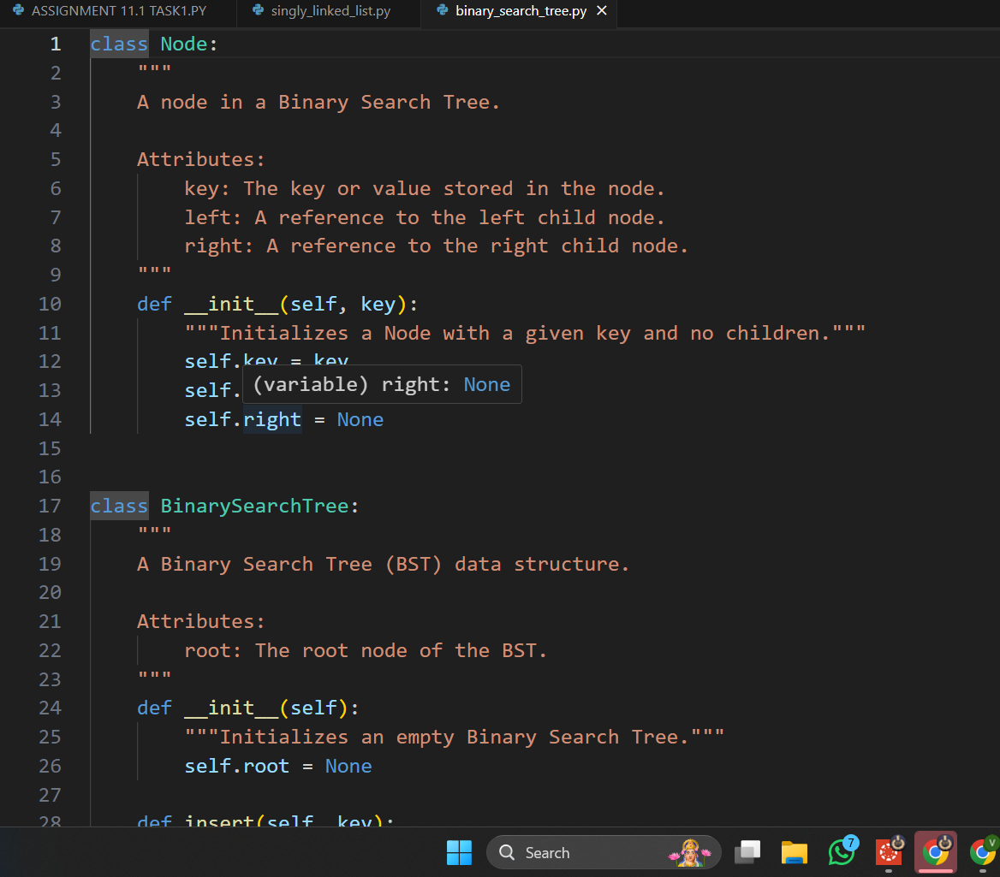 ASSIGNMENT 11.1 TASK1.PY singly_linked_list.py binary_search_tree.py ×
1 class Node:
2     """
3     A node in a Binary Search Tree.
4
5     Attributes:
6         key: The key or value stored in the node.
7         left: A reference to the left child node.
8         right: A reference to the right child node.
9     """
10     def __init__(self, key):
11         """Initializes a Node with a given key and no children."""
12         self.key = key
(variable) right: None
13         self.
14         self.right = None
15
16
17 class BinarySearchTree:
18     """
19     A Binary Search Tree (BST) data structure.
20
21     Attributes:
22         root: The root node of the BST.
23     """
24     def __init__(self):
25         """Initializes an empty Binary Search Tree."""
26         self.root = None
27
28     def insert(self, key):
Search
7
V